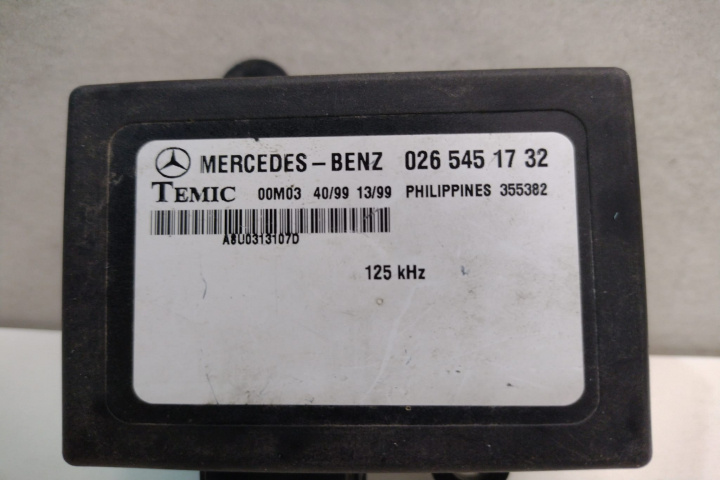 MERCEDES-BENZ 026 545 17 32
TEMIC 00M03 40/99 13/99 PHILIPPINES 355382
A8U0313107D
125 kHz